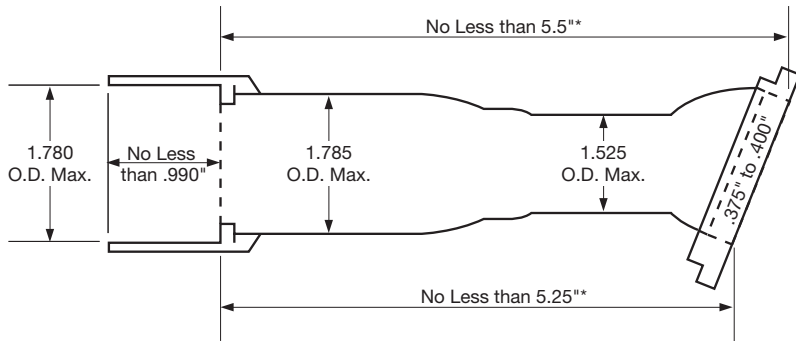 No Less than 5.5"*
1.780
O.D. Max.
No Less
than .990"
1.785
O.D. Max.
1.525
O.D. Max.
.375" to .400"
No Less than 5.25"*